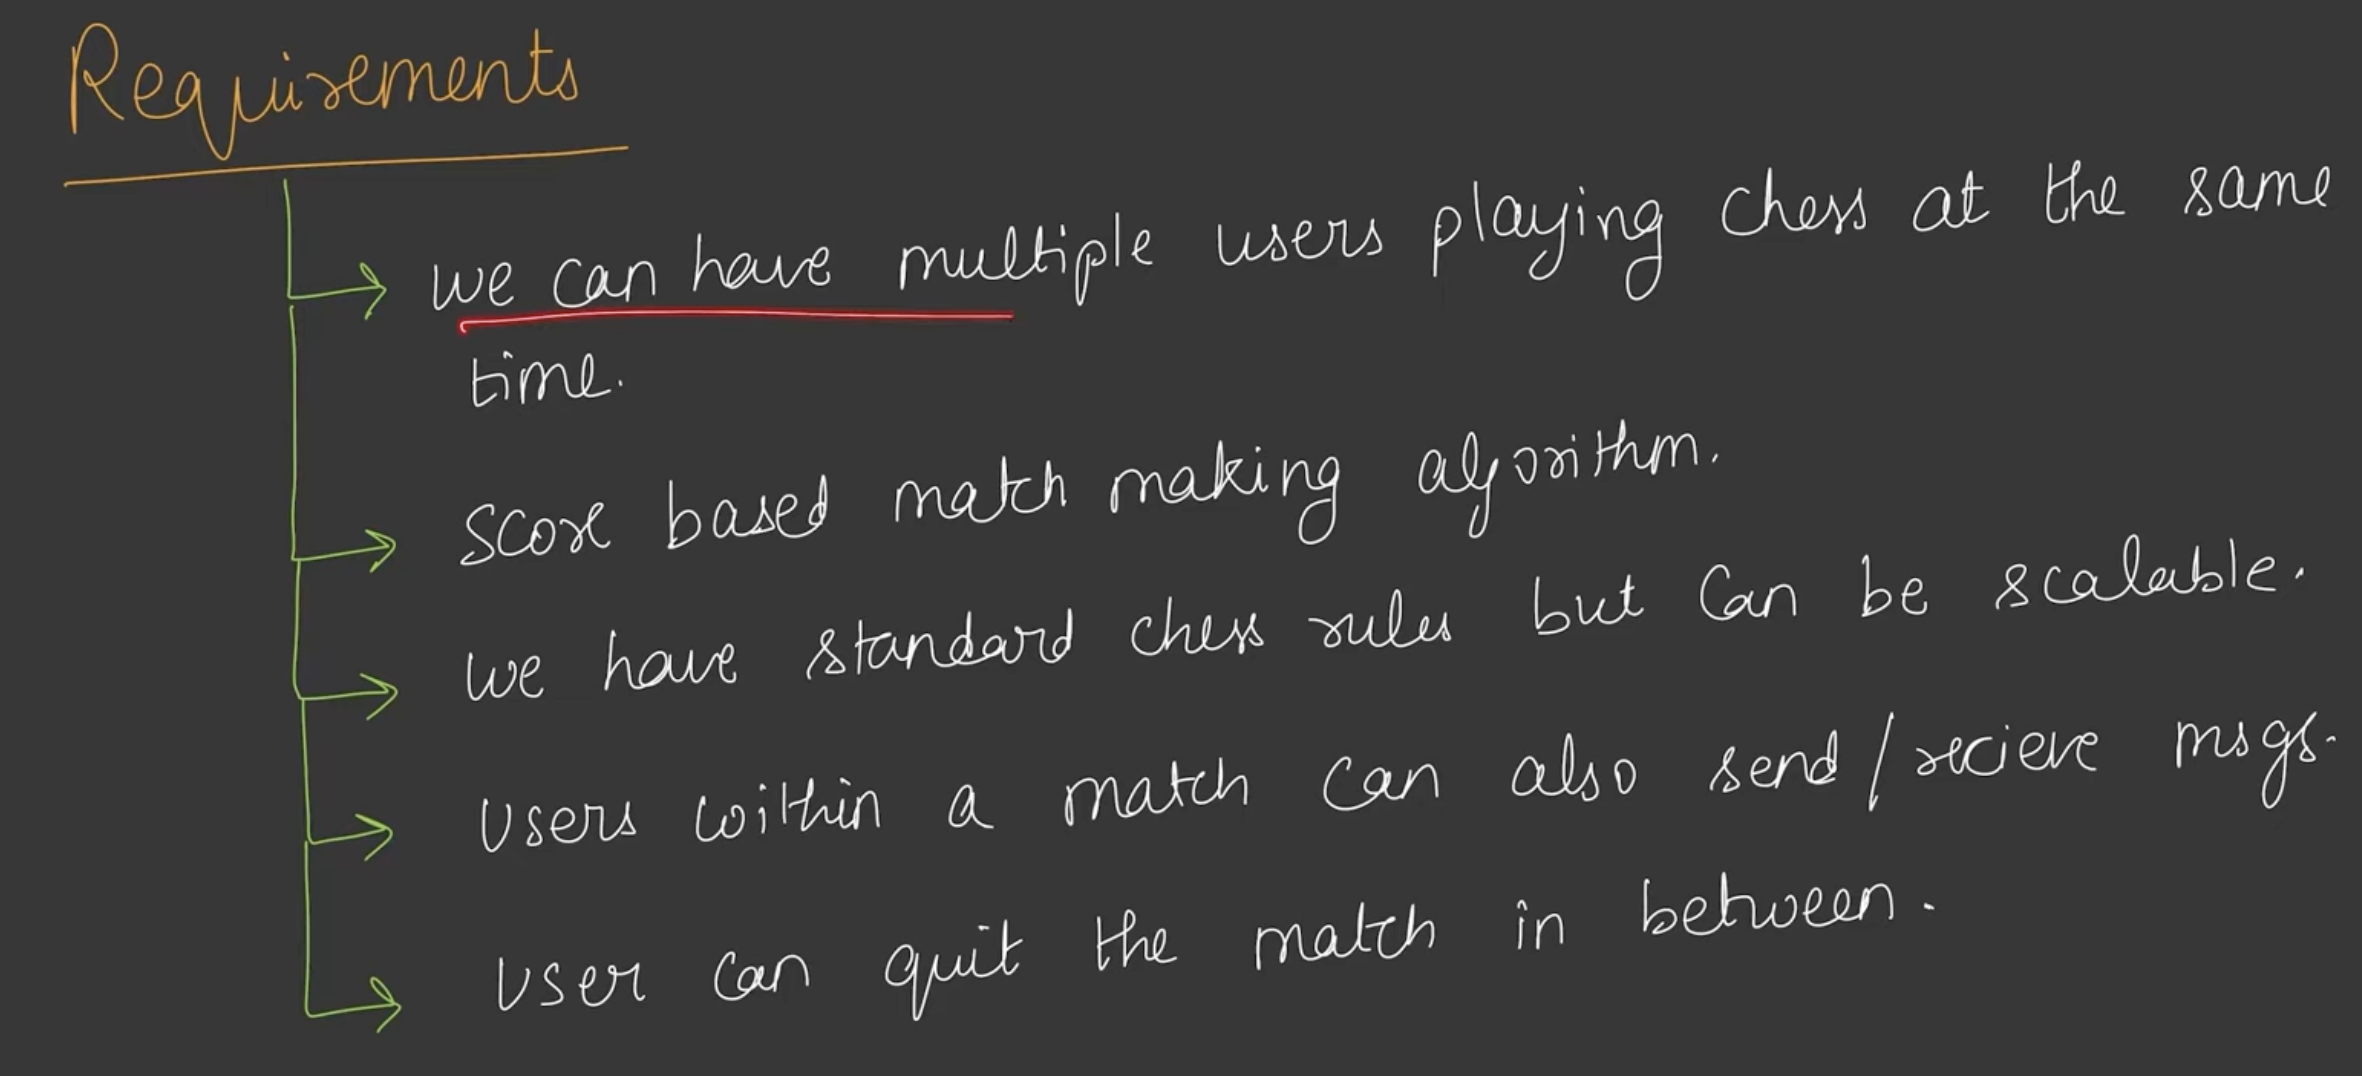 Requirements
we can have multiple users playing chess at the same
time.
score based match making algorithm.
we have standard chess rules but can be scalable.
Users within a match can also send/recieve msgs.
User can quit the match in between.